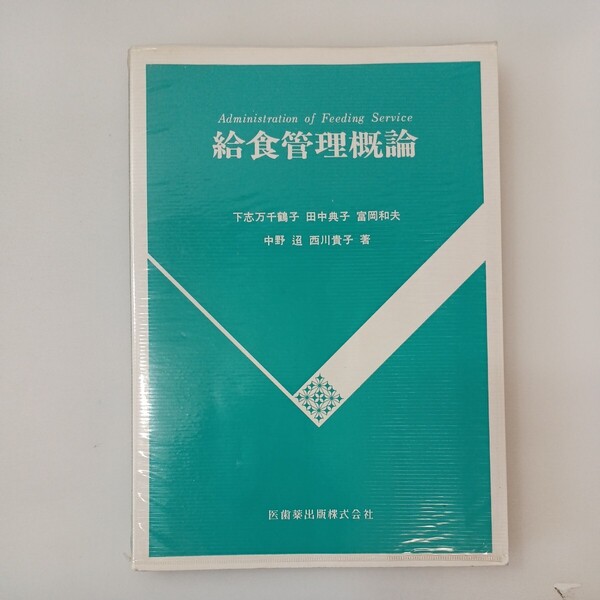 Administration of Feeding Service
給食管理概論
下志万千鶴子 田中典子 富岡和夫
中野 迢 西川貴子 著
医歯薬出版株式会社